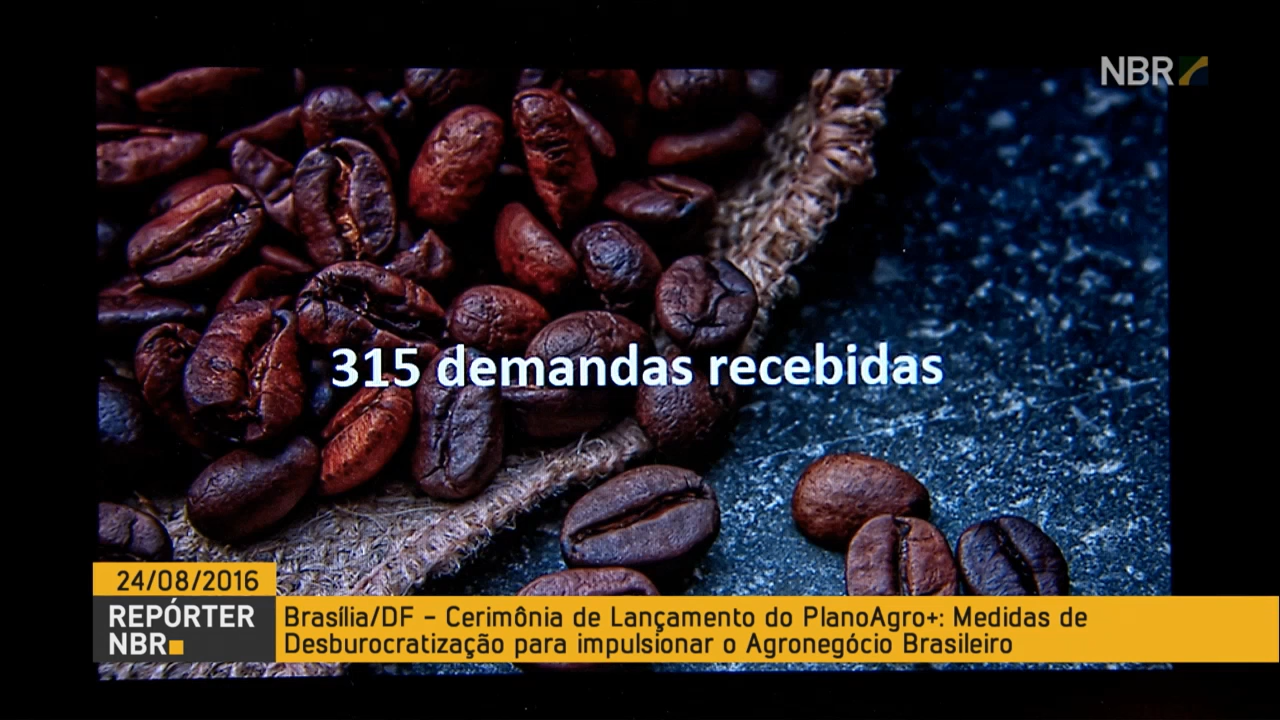 NBR
315 demandas recebidas
24/08/2016
REPÓRTER
NBR
Brasília/DF - Cerimônia de Lançamento do PlanoAgro+: Medidas de
Desburocratização para impulsionar o Agronegócio Brasileiro